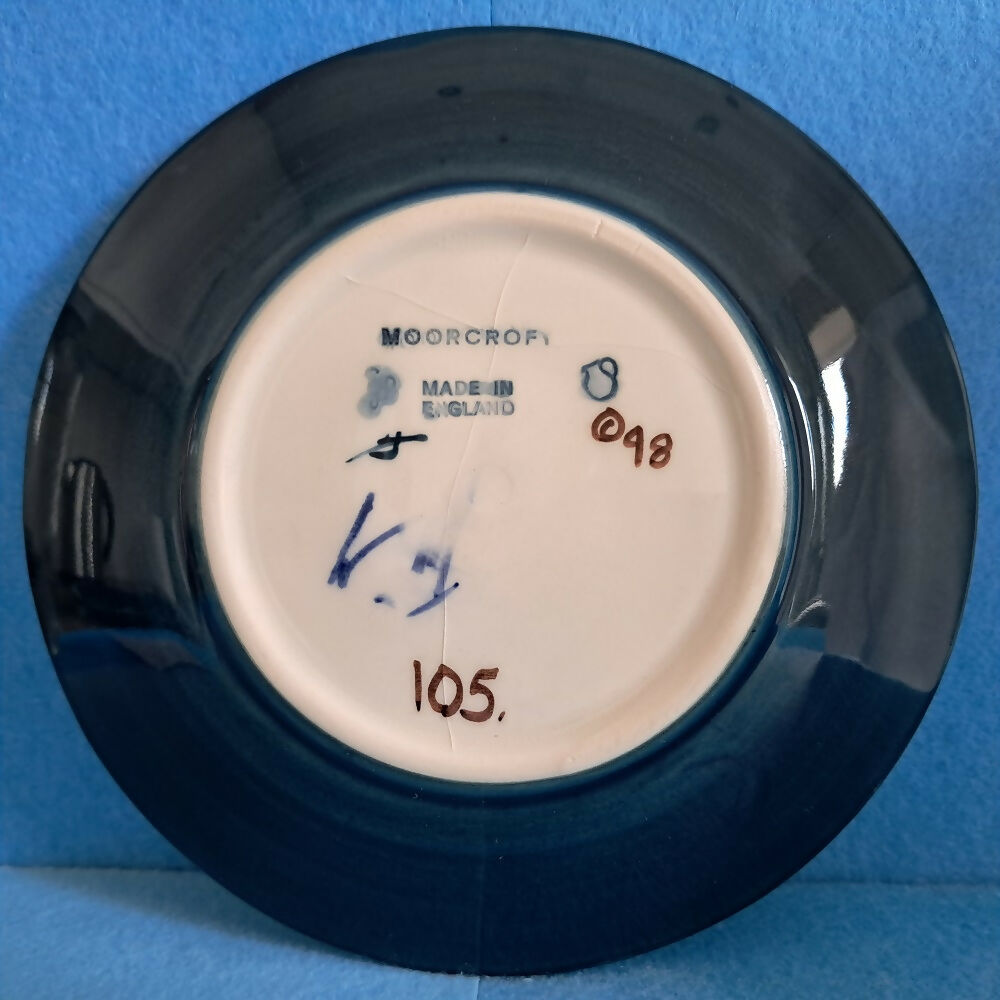 MOORCROFT
MADE IN
ENGLAND
©98
105.